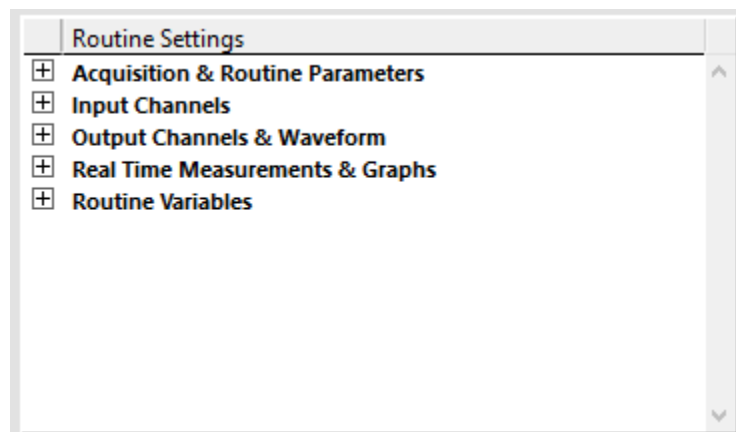 Routine Settings
Acquisition & Routine Parameters
Input Channels
Output Channels & Waveform
Real Time Measurements & Graphs
Routine Variables